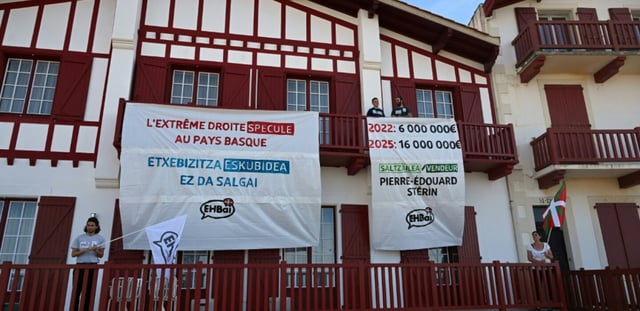 L'EXTRÊME DROITE SPECULE
AU PAYS BASQUE
ETXEBIZITZA ESKUBIDEA
EZ DA SALGAI
EHBai
2022: 6 000 000€
2025: 16 000 000€
SALTZAILEA/VENDEUR
PIERRE-ÉDOUARD
STÉRIN
EHBai